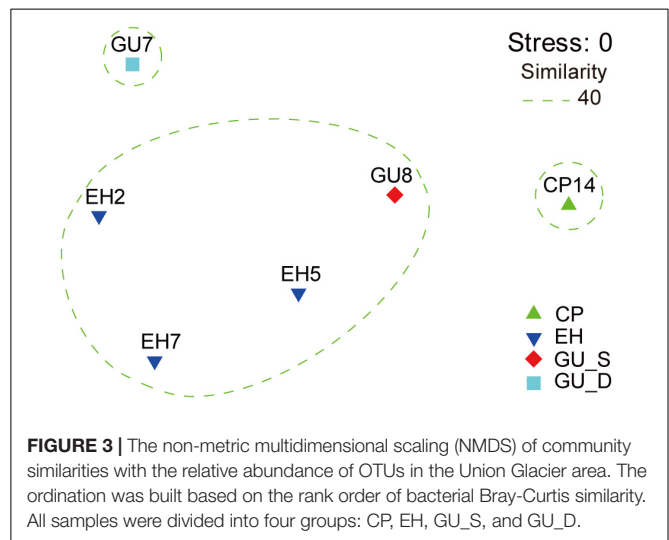 GU7
Stress: 0
Similarity
40
GU8
CP14
EH2
EH5
EH7
CP
EH
GU_S
GU_D
FIGURE 3 | The non-metric multidimensional scaling (NMDS) of community
similarities with the relative abundance of OTUs in the Union Glacier area. The
ordination was built based on the rank order of bacterial Bray-Curtis similarity.
All samples were divided into four groups: CP, EH, GU_S, and GU_D.